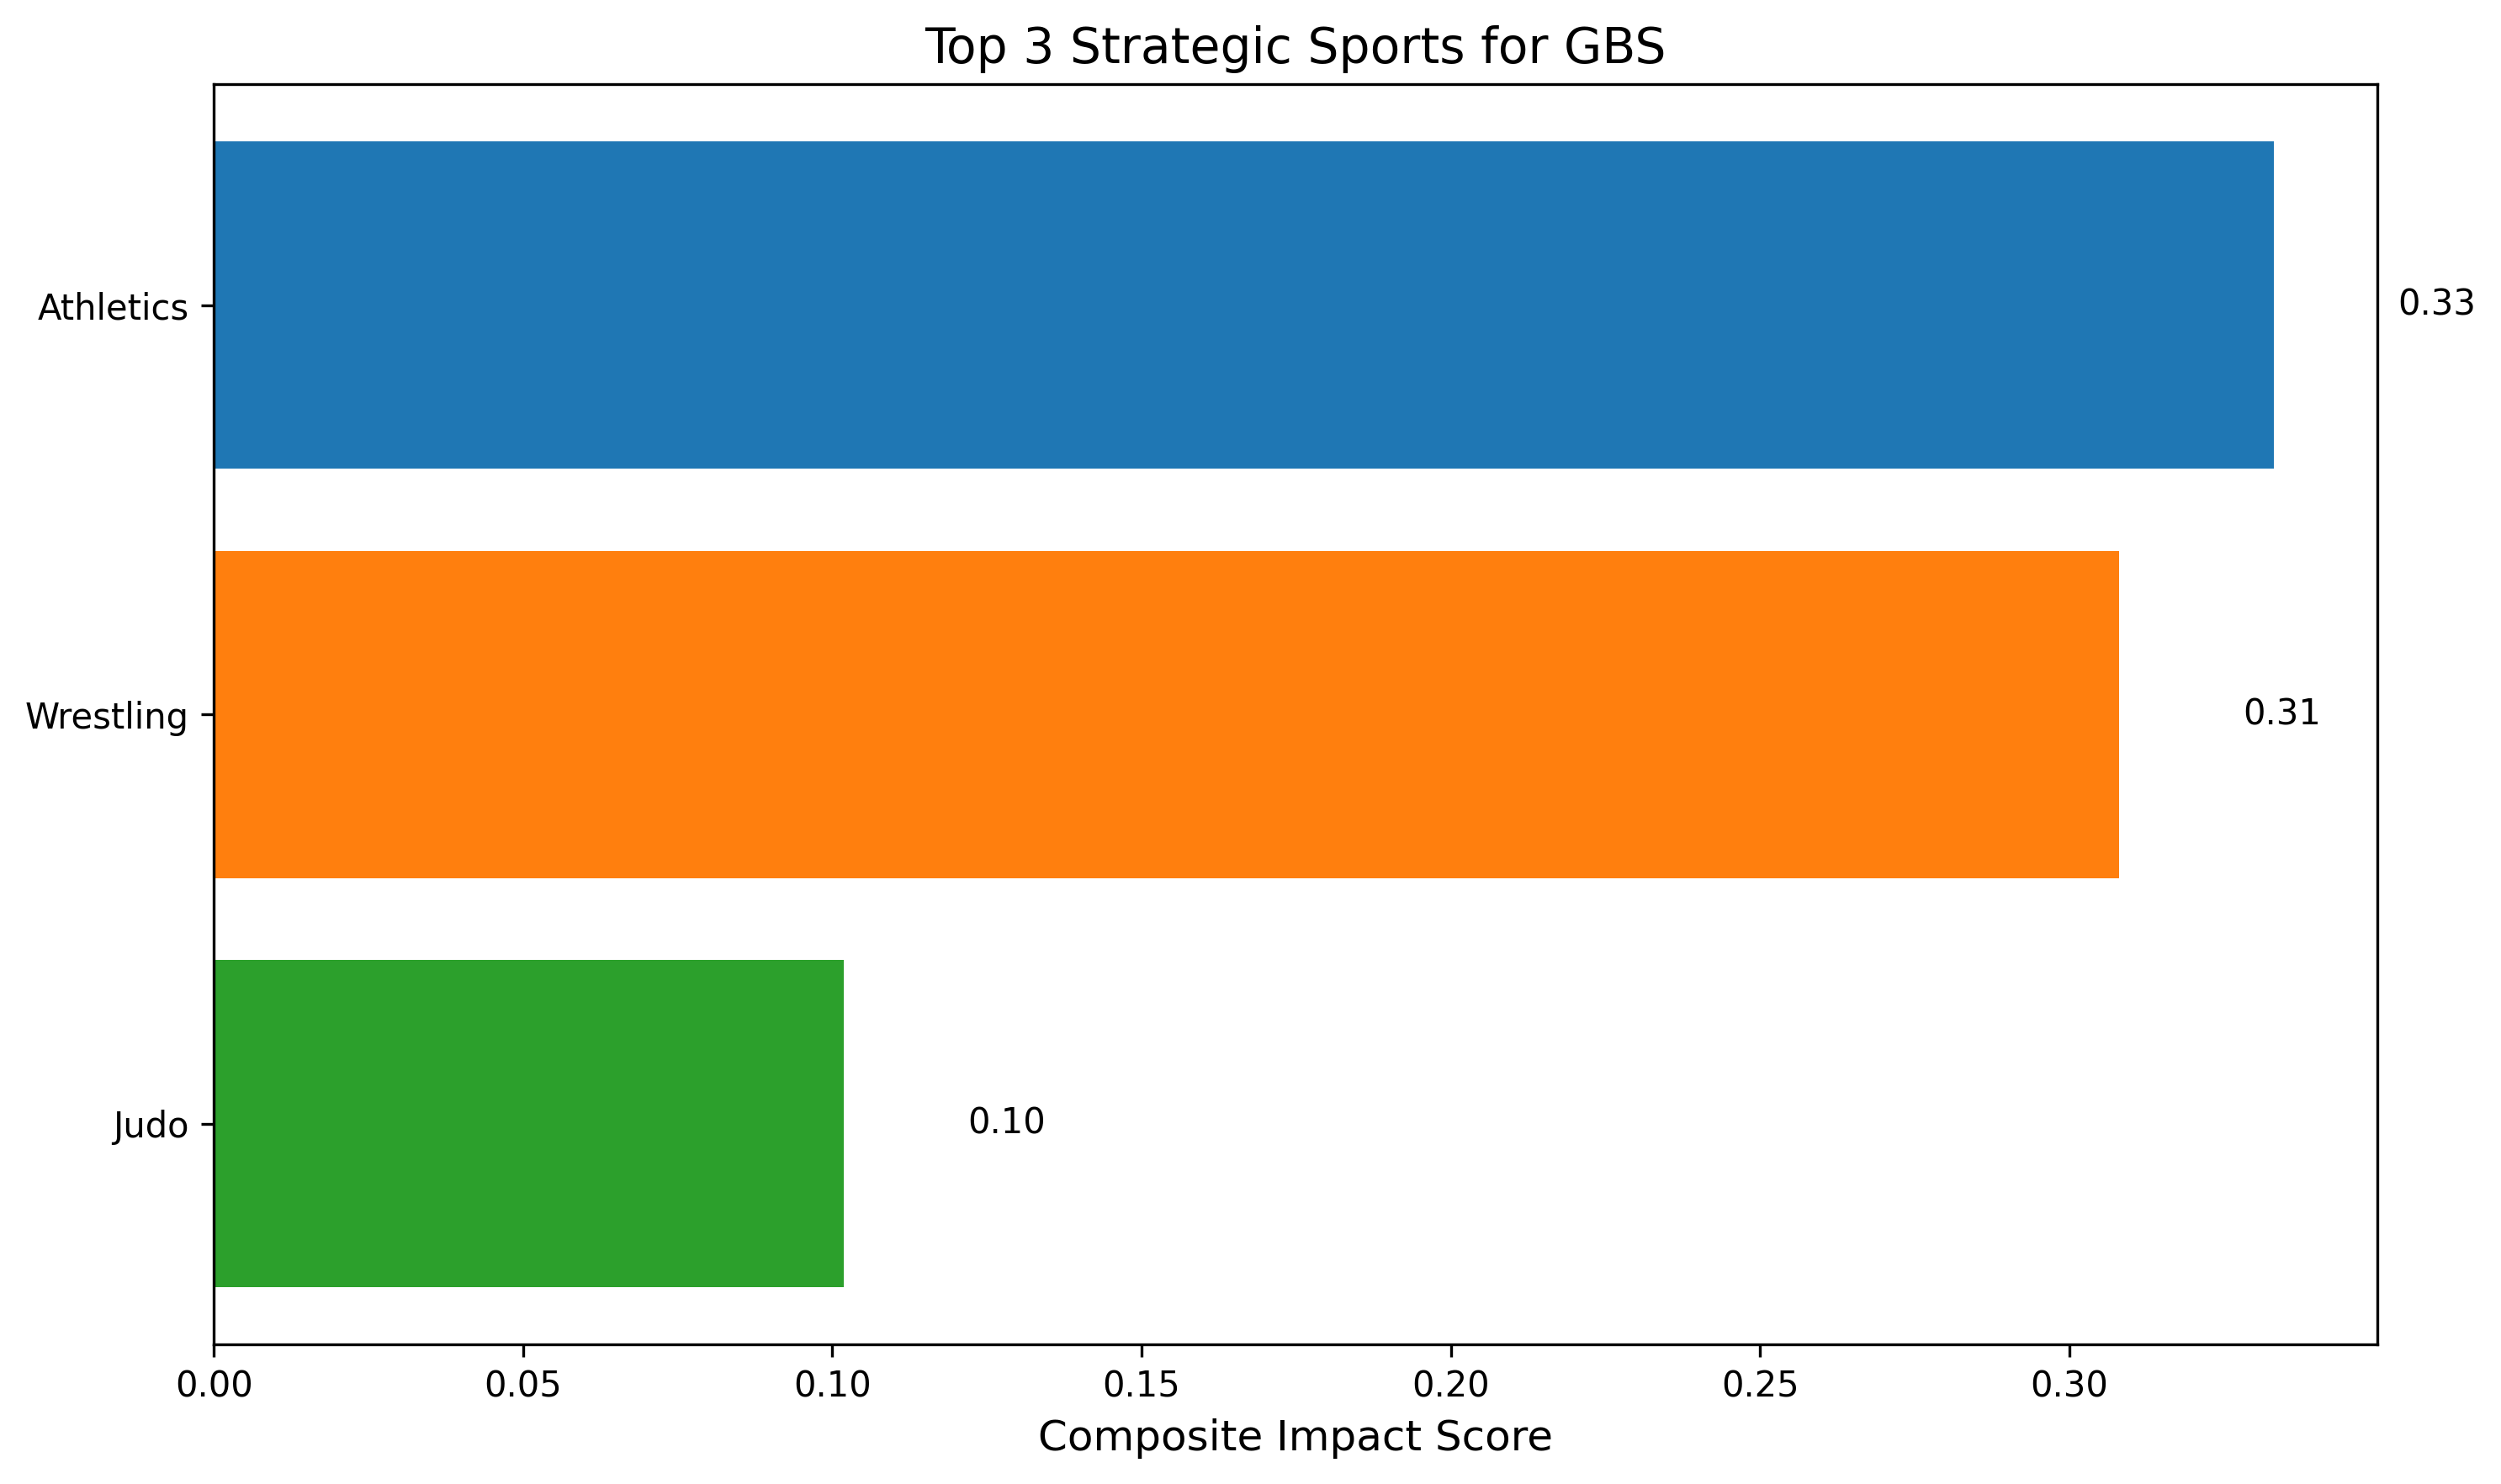 Top 3 Strategic Sports for GBS
Athletics
0.33
Wrestling
0.31
Judo
0.10
0.00 0.05 0.10 0.15 0.20 0.25 0.30
Composite Impact Score